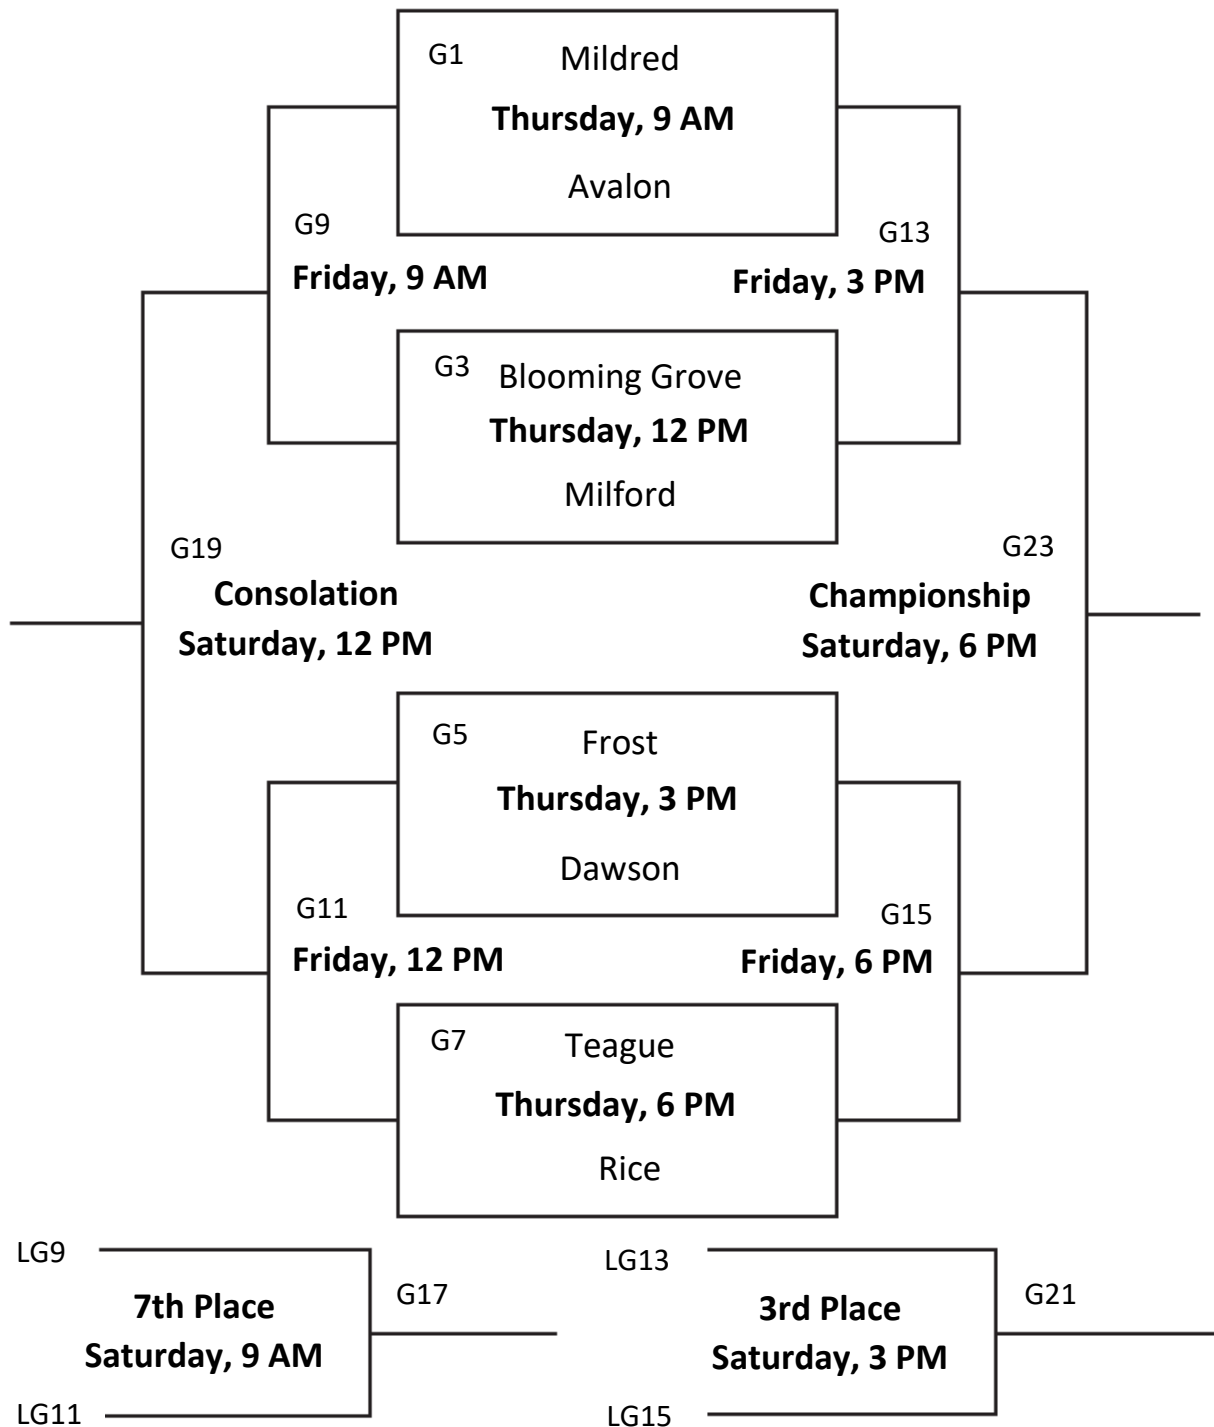 G1 Mildred
Thursday, 9 AM
Avalon
G9
Friday, 9 AM
G13
Friday, 3 PM
G3 Blooming Grove
Thursday, 12 PM
Milford
G19
Consolation
Saturday, 12 PM
G23
Championship
Saturday, 6 PM
G5 Frost
Thursday, 3 PM
Dawson
G11
Friday, 12 PM
G15
Friday, 6 PM
G7 Teague
Thursday, 6 PM
Rice
LG9
7th Place
Saturday, 9 AM
LG11
G17
LG13
3rd Place
Saturday, 3 PM
LG15
G21